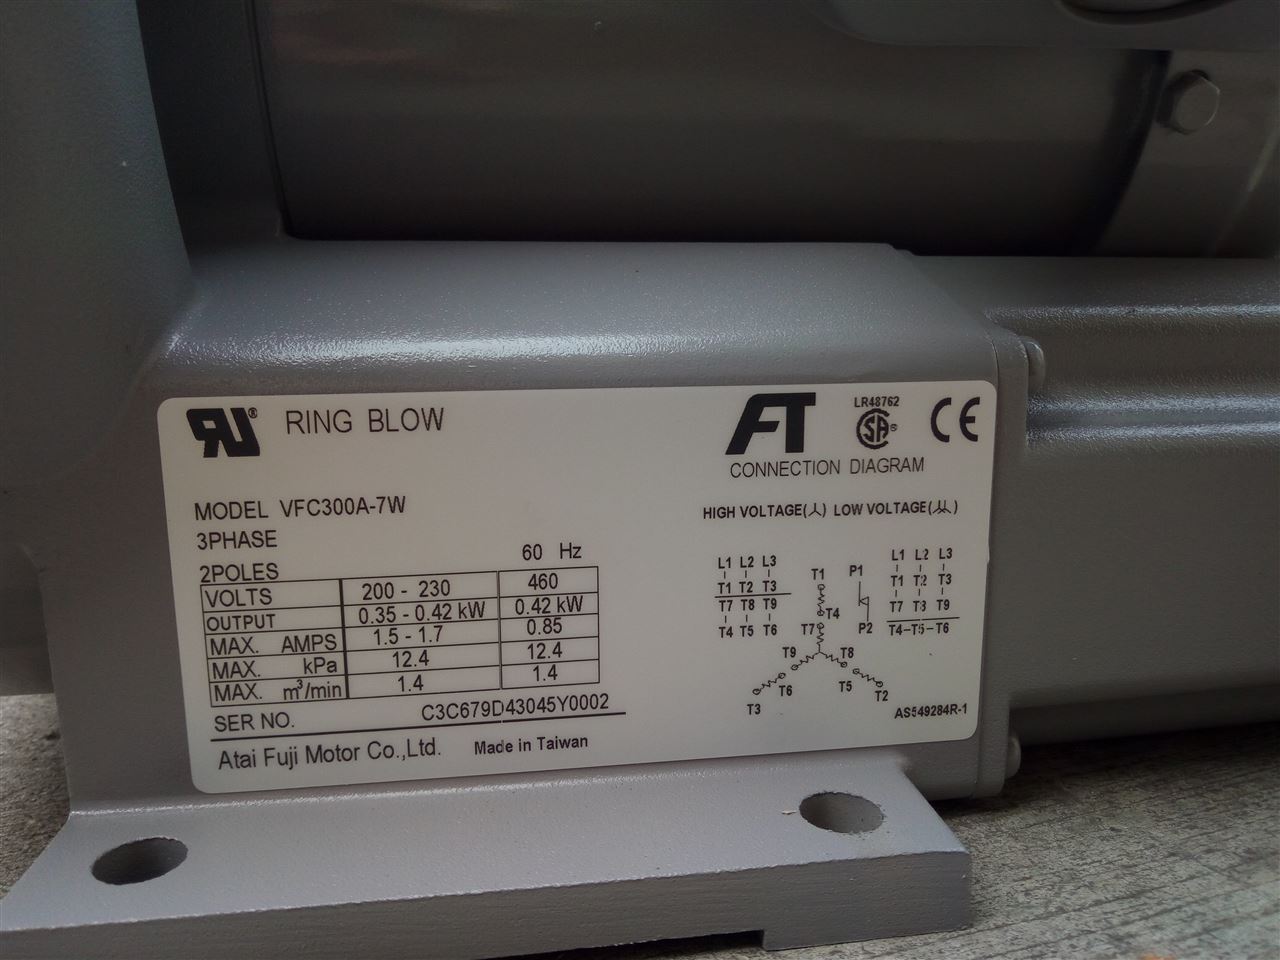 RU® RING BLOW
FT LR48762 SA® CE
CONNECTION DIAGRAM
MODEL VFC300A-7W
3PHASE
2POLES 60 Hz
VOLTS 200 - 230 460
OUTPUT 0.35 - 0.42 kW 0.42 kW
MAX. AMPS 1.5 - 1.7 0.85
MAX. kPa 12.4 12.4
MAX. m³/min 1.4 1.4
SER NO. C3C679D43045Y0002
Atai Fuji Motor Co.,Ltd. Made in Taiwan
HIGH VOLTAGE(⅄) LOW VOLTAGE(⅄⅄)
L1 L2 L3
T1 T2 T3
T7 T8 T9
T4 T5 T6
T1
T4
T7
T9 T8
T6 T5
T3 T2
P1
P2
L1 L2 L3
T1 T2 T3
T7 T8 T9
T4-T5-T6
AS549284R-1